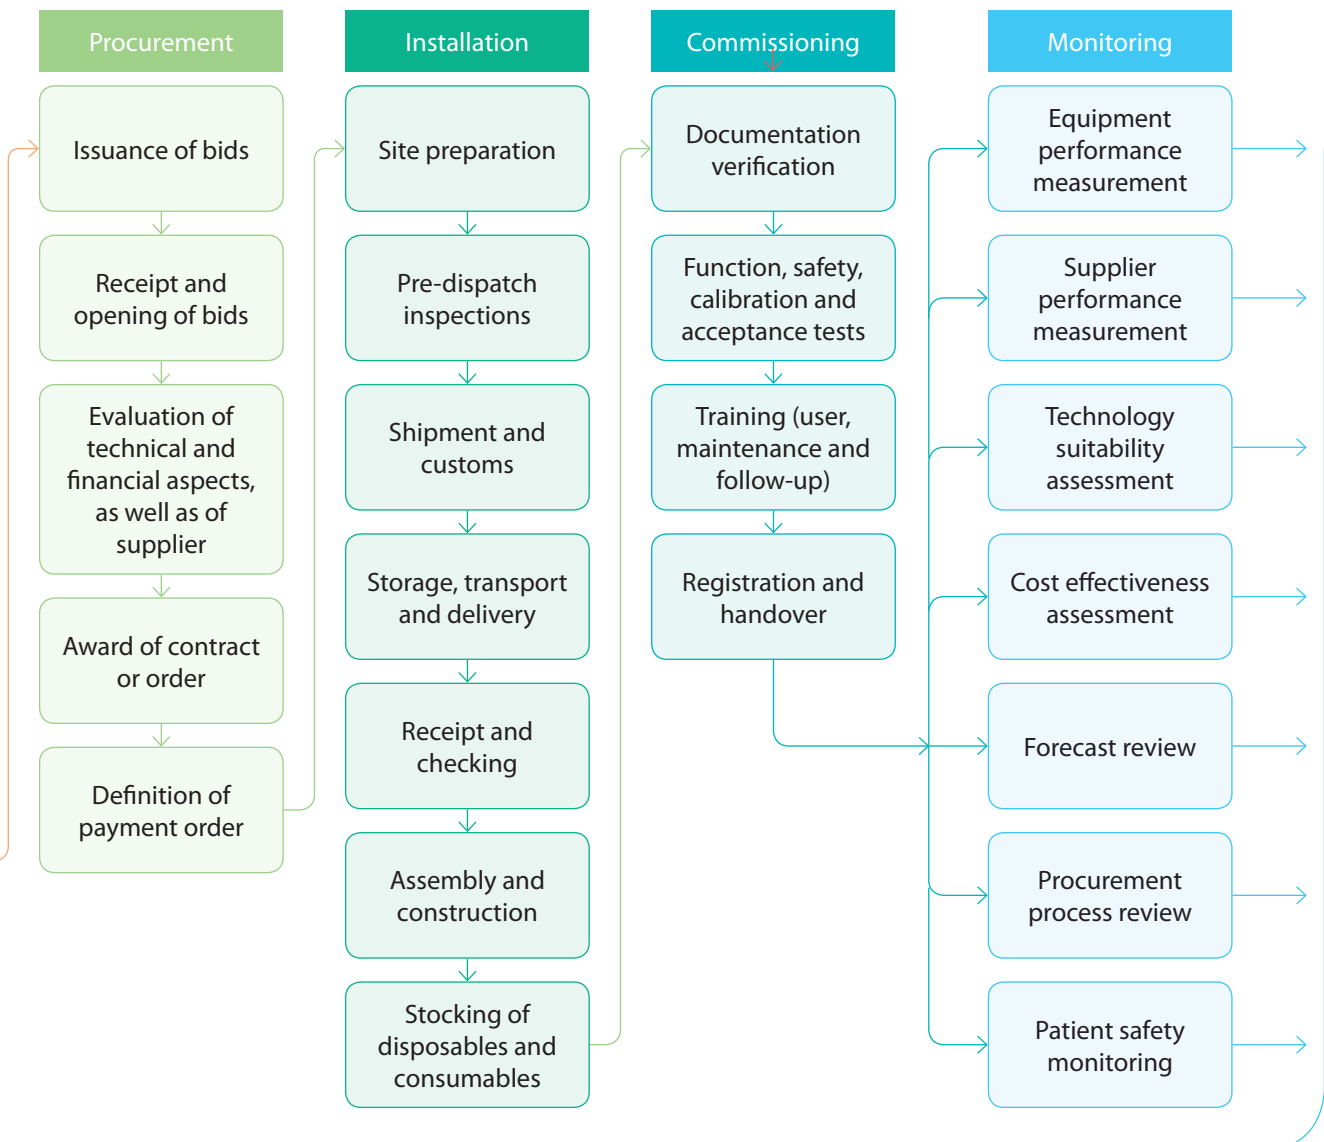 Procurement
Issuance of bids
Receipt and
opening of bids
Evaluation of
technical and
financial aspects,
as well as of
supplier
Award of contract
or order
Definition of
payment order
Installation
Site preparation
Pre-dispatch
inspections
Shipment and
customs
Storage, transport
and delivery
Receipt and
checking
Assembly and
construction
Stocking of
disposables and
consumables
Commissioning
Documentation
verification
Function, safety,
calibration and
acceptance tests
Training (user,
maintenance and
follow-up)
Registration and
handover
Monitoring
Equipment
performance
measurement
Supplier
performance
measurement
Technology
suitability
assessment
Cost effectiveness
assessment
Forecast review
Procurement
process review
Patient safety
monitoring